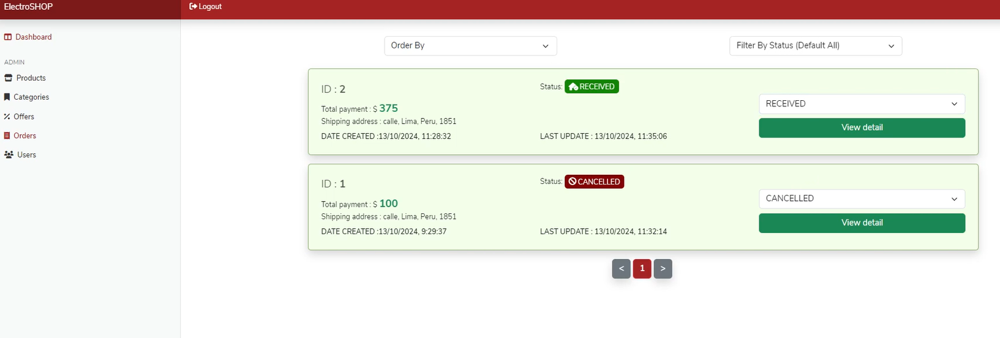 ElectroSHOP
Logout
Dashboard
ADMIN
Products
Categories
Offers
Orders
Users
Order By
Filter By Status (Default All)
ID : 2
Status: RECEIVED
RECEIVED
Total payment : $ 375
Shipping address : calle, Lima, Peru, 1851
View detail
DATE CREATED :13/10/2024, 11:28:32
LAST UPDATE : 13/10/2024, 11:35:06
ID : 1
Status: CANCELLED
CANCELLED
Total payment : $ 100
Shipping address : calle, Lima, Peru, 1851
View detail
DATE CREATED :13/10/2024, 9:29:37
LAST UPDATE : 13/10/2024, 11:32:14
< 1 >